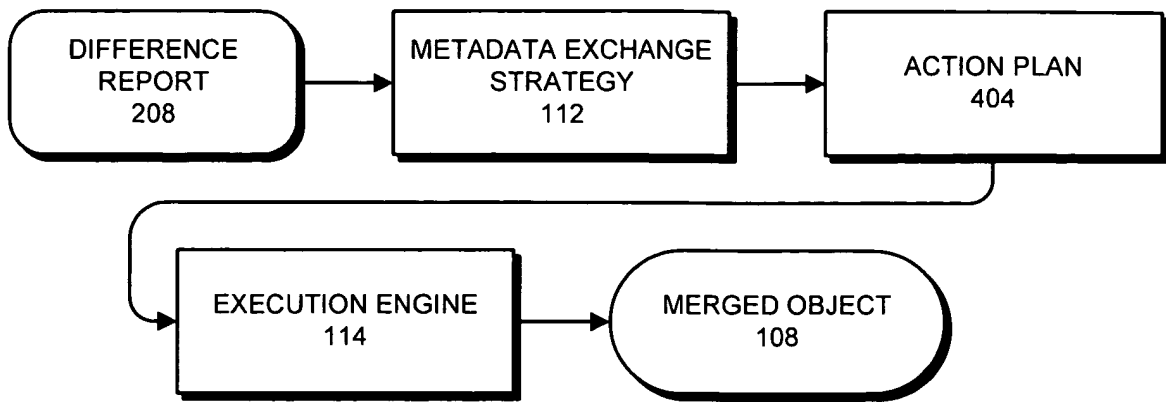 DIFFERENCE
REPORT
208
METADATA EXCHANGE
STRATEGY
112
ACTION PLAN
404
EXECUTION ENGINE
114
MERGED OBJECT
108